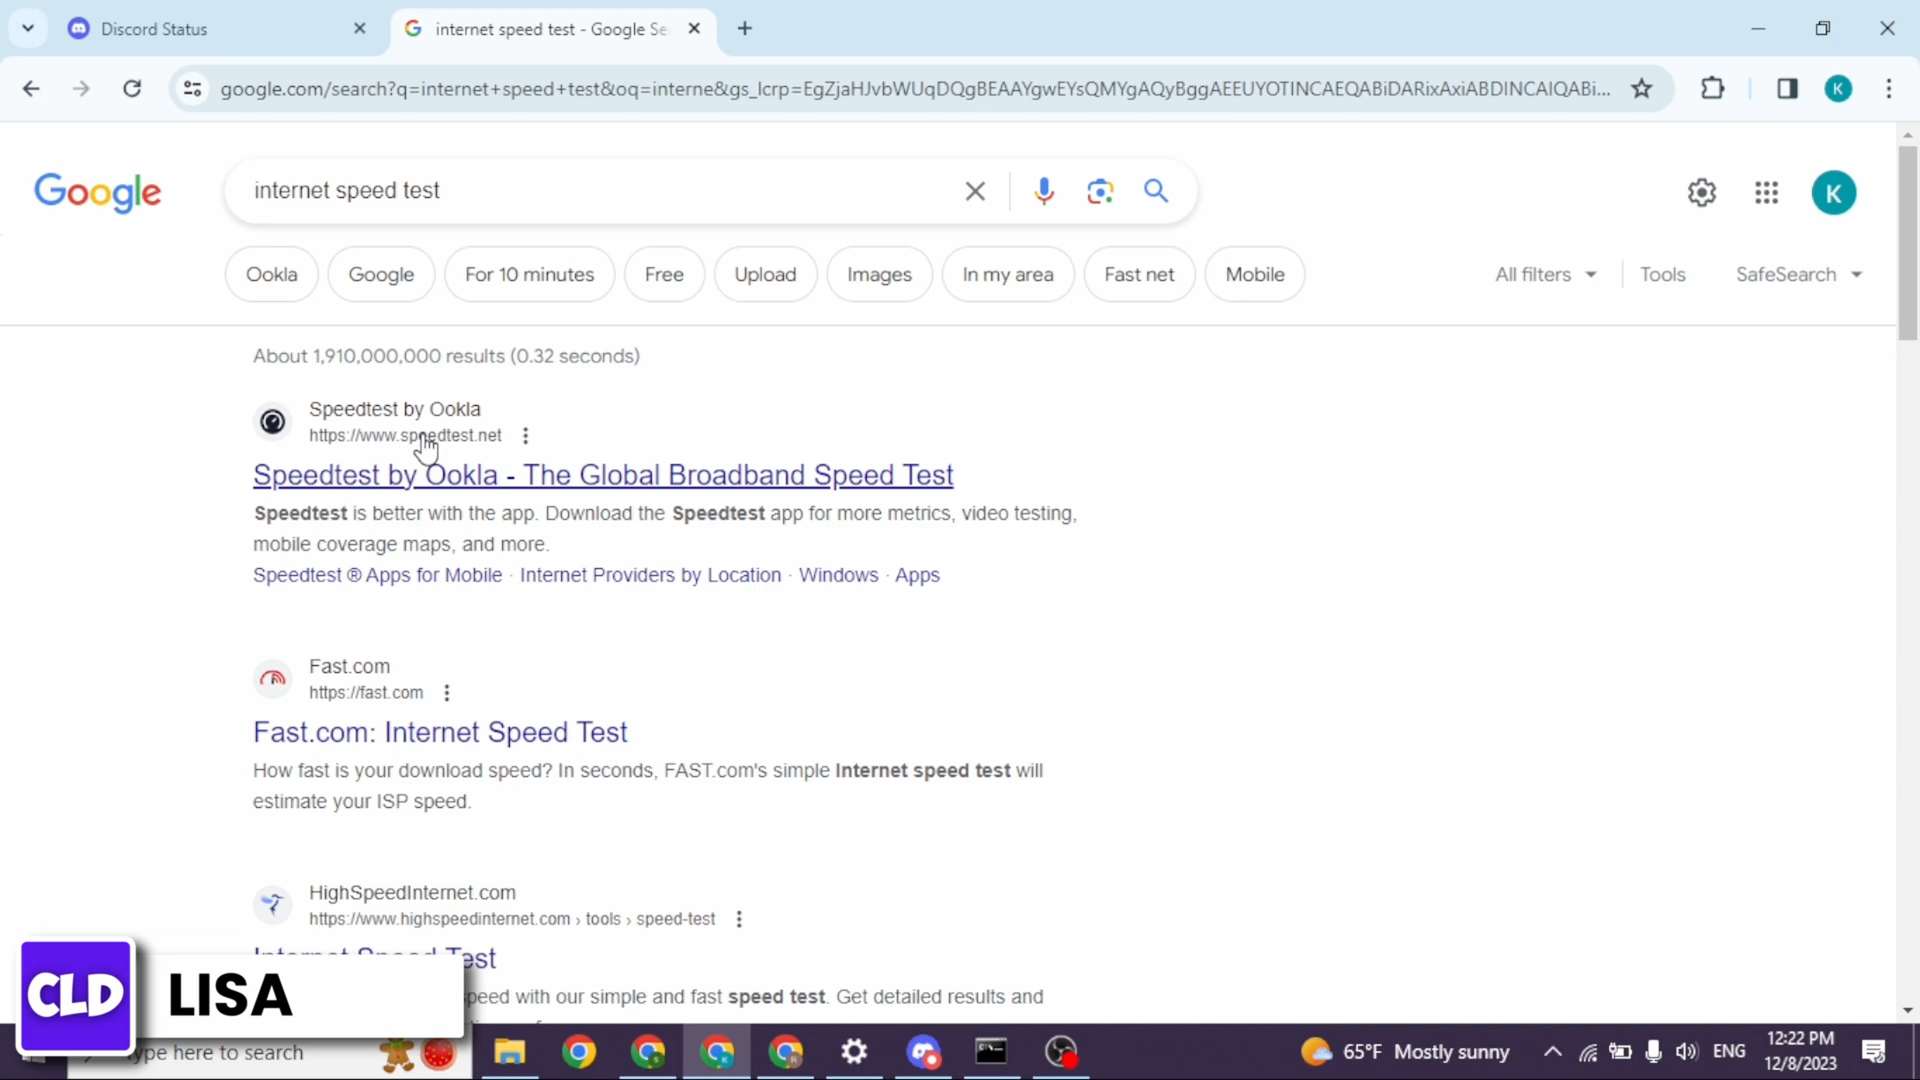 Discord Status
internet speed test - Google Se
google.com/search?q=internet+speed+test&oq=interne&gs_lcrp=EgZjaHJvbWUqDQgBEAAYgwEYsQMYgAQyBggAEEUYOTINCAEQABiDARixAxiABDINCAIQABi...
K
Google
internet speed test
K
Ookla
Google
For 10 minutes
Free
Upload
Images
In my area
Fast net
Mobile
All filters
Tools
SafeSearch
About 1,910,000,000 results (0.32 seconds)
Speedtest by Ookla
https://www.speedtest.net
Speedtest by Ookla - The Global Broadband Speed Test
Speedtest is better with the app. Download the Speedtest app for more metrics, video testing,
mobile coverage maps, and more.
Speedtest ® Apps for Mobile · Internet Providers by Location · Windows · Apps
Fast.com
https://fast.com
Fast.com: Internet Speed Test
How fast is your download speed? In seconds, FAST.com's simple Internet speed test will
estimate your ISP speed.
HighSpeedInternet.com
https://www.highspeedinternet.com › tools › speed-test
Internet Speed Test
speed with our simple and fast speed test. Get detailed results and
CLD
LISA
Type here to search
65°F Mostly sunny
ENG
12:22 PM
12/8/2023